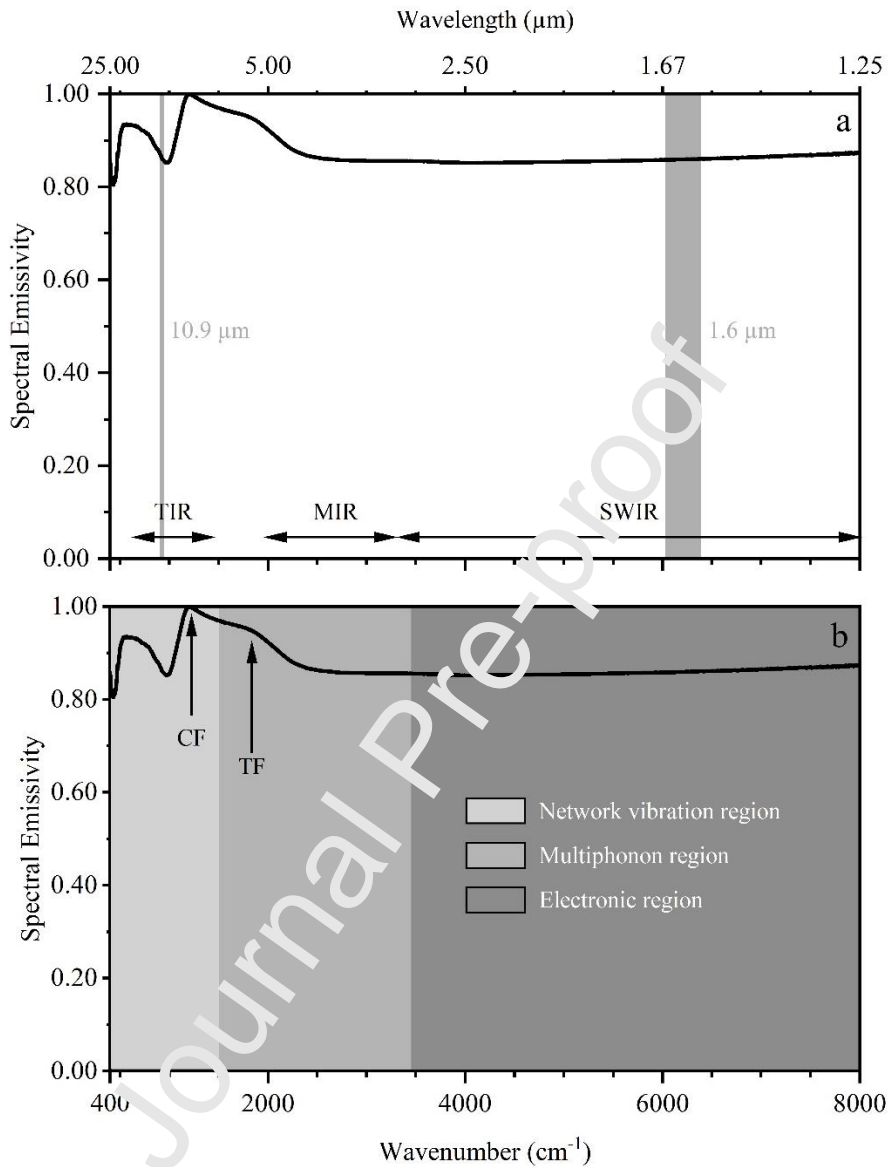 Wavelength (µm)
25.00 5.00 2.50 1.67 1.25
1.00
a
0.80
0.60
10.9 µm
1.6 µm
0.40
0.20
TIR MIR SWIR
0.00
Spectral Emissivity
1.00
b
0.80
CF
TF
0.60
Network vibration region
Multiphonon region
0.40
Electronic region
0.20
0.00
Spectral Emissivity
400 2000 4000 6000 8000
Wavenumber (cm⁻¹)
Journal Pre-proof